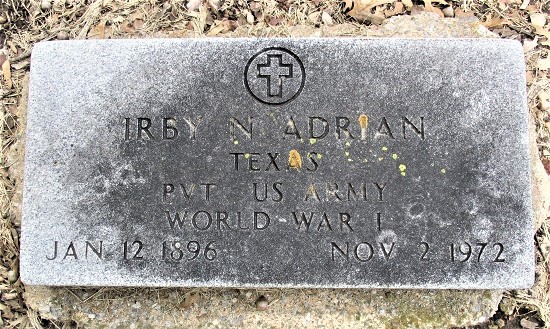 IRBY N ADRIAN
TEXAS
PVT US ARMY
WORLD WAR I
JAN 12 1896 NOV 2 1972